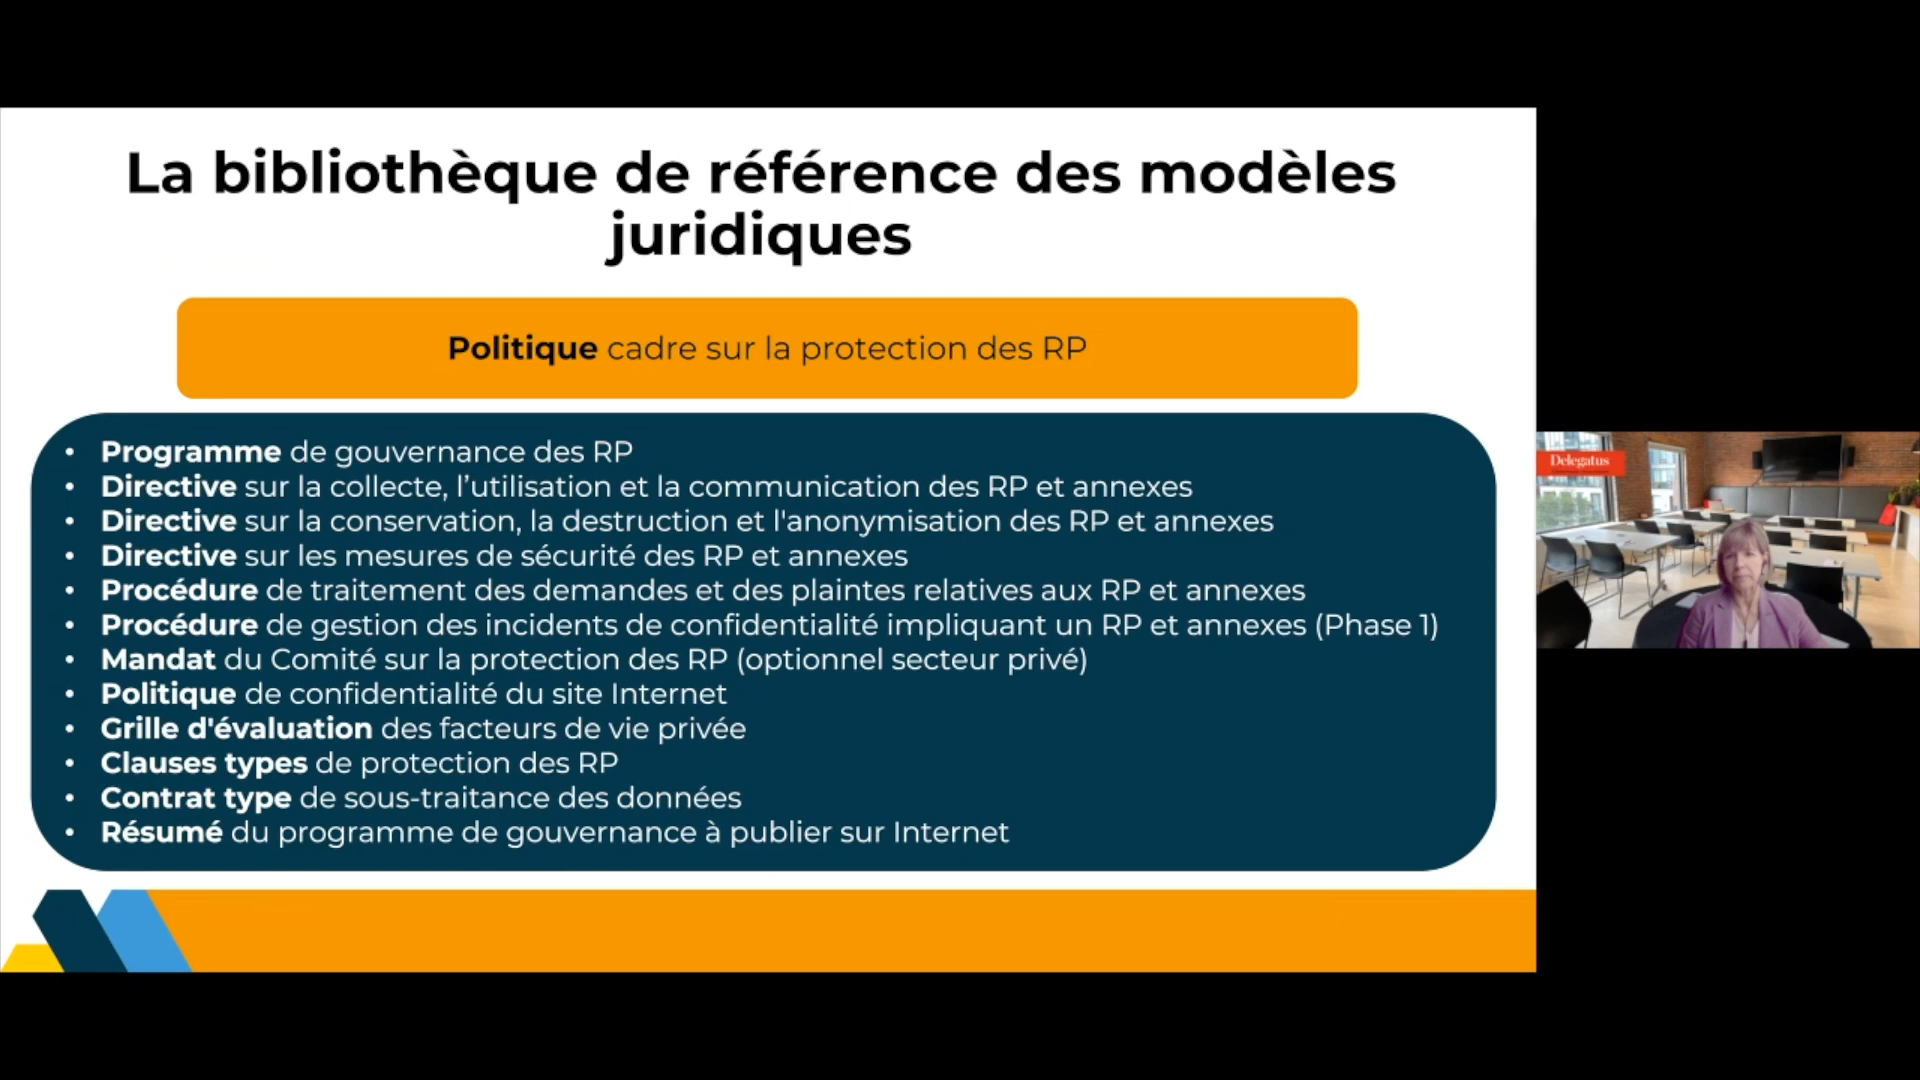 La bibliothèque de référence des modèles
juridiques
Politique cadre sur la protection des RP
• Programme de gouvernance des RP
• Directive sur la collecte, l’utilisation et la communication des RP et annexes
• Directive sur la conservation, la destruction et l'anonymisation des RP et annexes
• Directive sur les mesures de sécurité des RP et annexes
• Procédure de traitement des demandes et des plaintes relatives aux RP et annexes
• Procédure de gestion des incidents de confidentialité impliquant un RP et annexes (Phase 1)
• Mandat du Comité sur la protection des RP (optionnel secteur privé)
• Politique de confidentialité du site Internet
• Grille d'évaluation des facteurs de vie privée
• Clauses types de protection des RP
• Contrat type de sous-traitance des données
• Résumé du programme de gouvernance à publier sur Internet
Delegatus